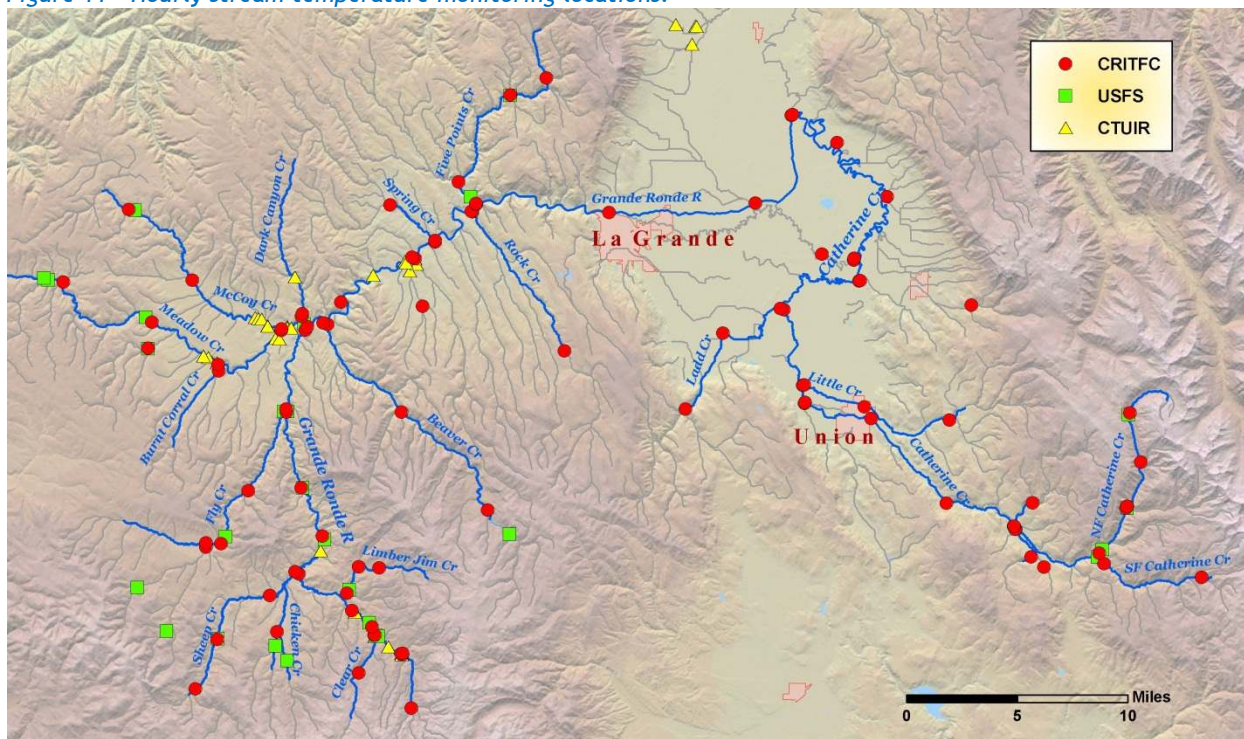 Hourly stream temperature monitoring locations.
CRITFC
USFS
CTUIR
Five Points Cr
Dark Canyon Cr
Spring Cr
Grande Ronde R
La Grande
Catherine Cr
Rock Cr
McCoy Cr
Meadow Cr
Ladd Cr
Little Cr
Burnt Corral Cr
Union
Grande Ronde R
Beaver Cr
Catherine Cr
NF Catherine Cr
Fly Cr
Limber Jim Cr
SF Catherine Cr
Sheep Cr
Chicken Cr
Clear Cr
Miles
0 5 10